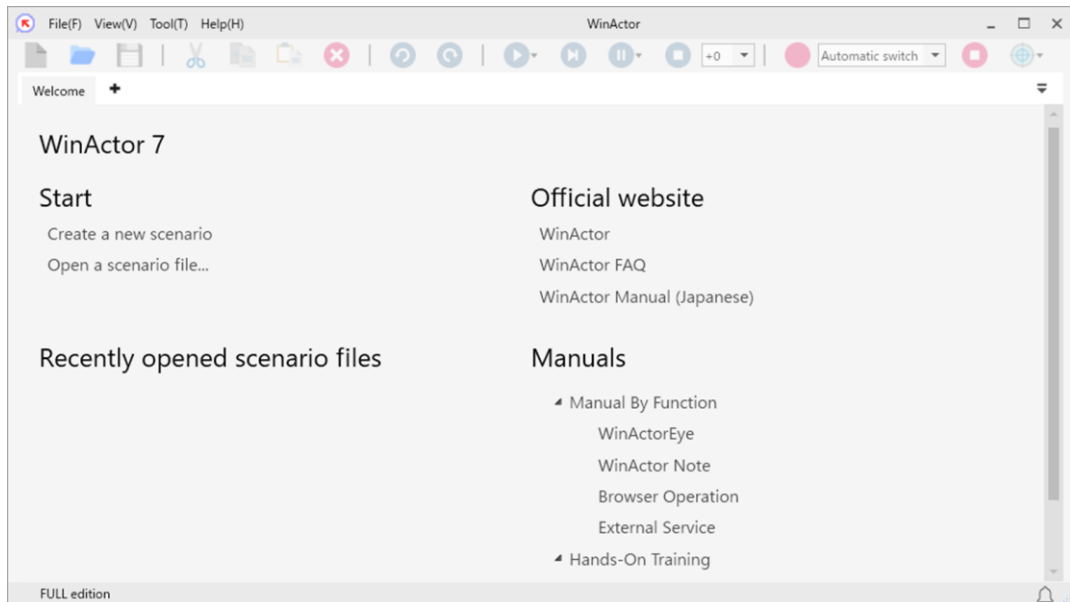 File(F) View(V) Tool(T) Help(H) WinActor
+0 Automatic switch
Welcome
WinActor 7
Start
Create a new scenario
Open a scenario file...
Official website
WinActor
WinActor FAQ
WinActor Manual (Japanese)
Recently opened scenario files
Manuals
Manual By Function
WinActorEye
WinActor Note
Browser Operation
External Service
Hands-On Training
FULL edition